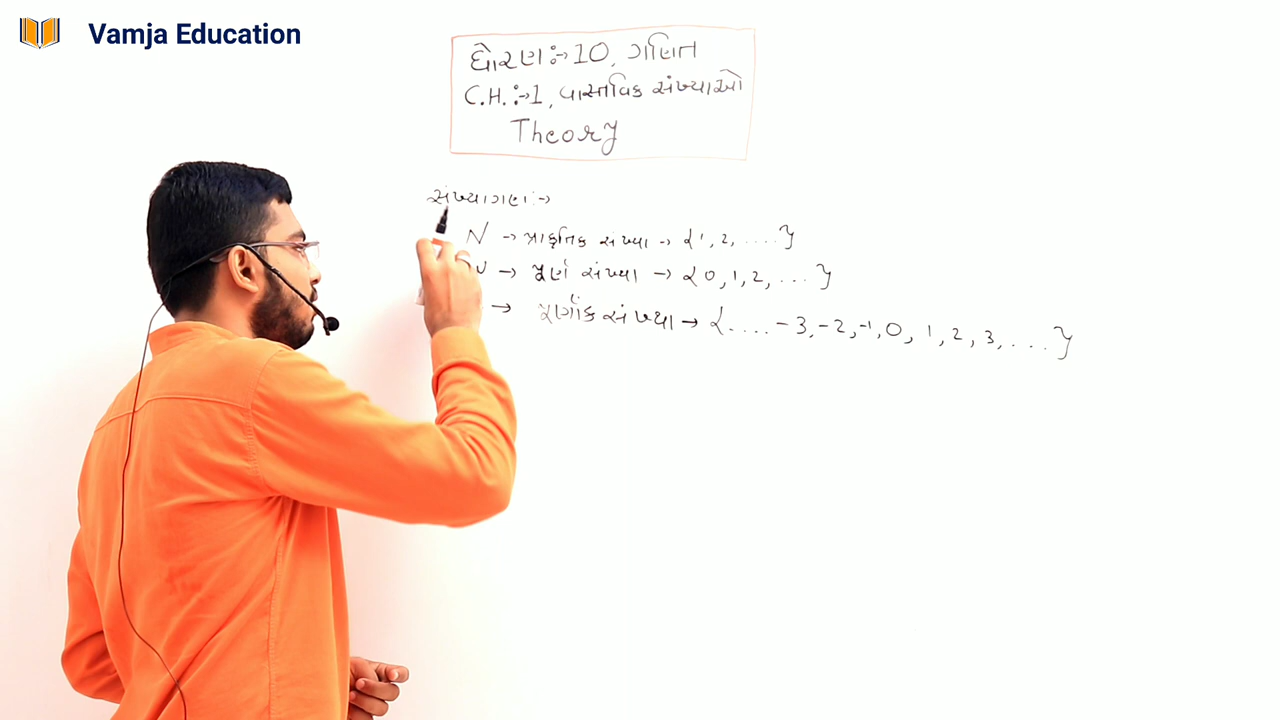 Vamja Education
ધોરણ:→10, ગણિત
C.H.:→1, વાસ્તવિક સંખ્યાઓ
Theory
સંખ્યાગણ:→
N → પ્રાકૃતિક સંખ્યા → {1, 2, ....}
→ પૂર્ણ સંખ્યા → {0, 1, 2, ...}
→ પૂર્ણાંક સંખ્યા → {.... -3, -2, -1, 0, 1, 2, 3, ...}